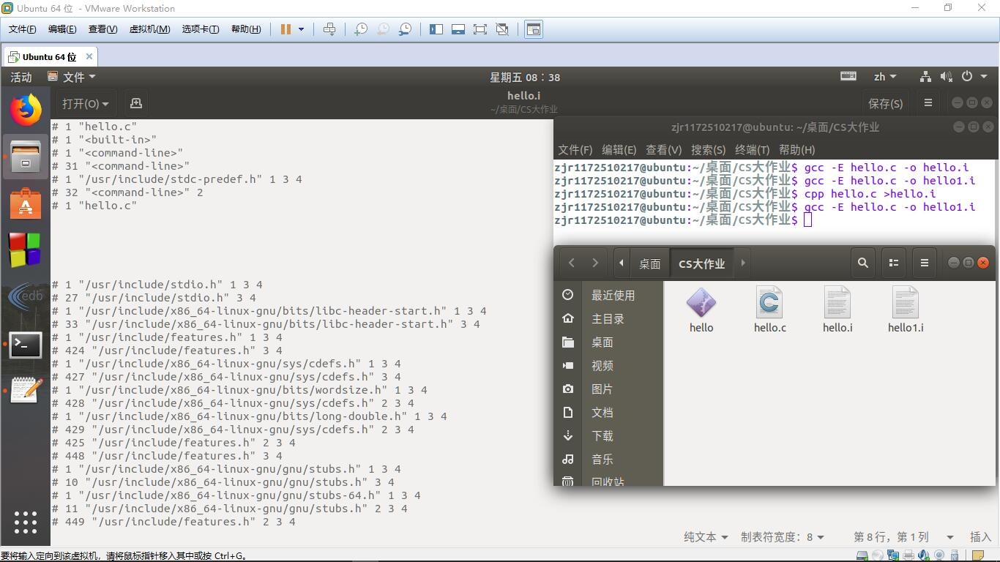 Ubuntu 64 位 - VMware Workstation
文件(F) 编辑(E) 查看(V) 虚拟机(M) 选项卡(T) 帮助(H)
Ubuntu 64 位
活动 文件 星期五 08：38 zh
打开(O) hello.i 保存(S)
~/桌面/CS大作业
# 1 "hello.c"
# 1 "<built-in>"
# 1 "<command-line>"
# 31 "<command-line>"
# 1 "/usr/include/stdc-predef.h" 1 3 4
# 32 "<command-line>" 2
# 1 "hello.c"
# 1 "/usr/include/stdio.h" 1 3 4
# 27 "/usr/include/stdio.h" 3 4
# 1 "/usr/include/x86_64-linux-gnu/bits/libc-header-start.h" 1 3 4
# 33 "/usr/include/x86_64-linux-gnu/bits/libc-header-start.h" 3 4
# 1 "/usr/include/features.h" 1 3 4
# 424 "/usr/include/features.h" 3 4
# 1 "/usr/include/x86_64-linux-gnu/sys/cdefs.h" 1 3 4
# 427 "/usr/include/x86_64-linux-gnu/sys/cdefs.h" 3 4
# 1 "/usr/include/x86_64-linux-gnu/bits/wordsize.h" 1 3 4
# 428 "/usr/include/x86_64-linux-gnu/sys/cdefs.h" 2 3 4
# 1 "/usr/include/x86_64-linux-gnu/bits/long-double.h" 1 3 4
# 429 "/usr/include/x86_64-linux-gnu/sys/cdefs.h" 2 3 4
# 425 "/usr/include/features.h" 2 3 4
# 448 "/usr/include/features.h" 3 4
# 1 "/usr/include/x86_64-linux-gnu/gnu/stubs.h" 1 3 4
# 10 "/usr/include/x86_64-linux-gnu/gnu/stubs.h" 3 4
# 1 "/usr/include/x86_64-linux-gnu/gnu/stubs-64.h" 1 3 4
# 11 "/usr/include/x86_64-linux-gnu/gnu/stubs.h" 2 3 4
# 449 "/usr/include/features.h" 2 3 4
zjr1172510217@ubuntu: ~/桌面/CS大作业
文件(F) 编辑(E) 查看(V) 搜索(S) 终端(T) 帮助(H)
zjr1172510217@ubuntu:~/桌面/CS大作业$ gcc -E hello.c -o hello.i
zjr1172510217@ubuntu:~/桌面/CS大作业$ gcc -E hello.c -o hello1.i
zjr1172510217@ubuntu:~/桌面/CS大作业$ cpp hello.c >hello.i
zjr1172510217@ubuntu:~/桌面/CS大作业$ gcc -E hello.c -o hello1.i
zjr1172510217@ubuntu:~/桌面/CS大作业$
桌面 CS大作业
最近使用
主目录
桌面
视频
图片
文档
下载
音乐
回收站
hello hello.c hello.i hello1.i
edb
纯文本 制表符宽度：8 第 8 行，第 1 列 插入
要将输入定向到该虚拟机，请将鼠标指针移入其中或按 Ctrl+G。